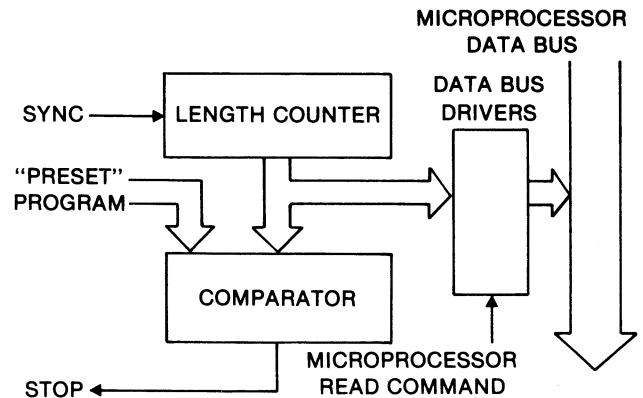 MICROPROCESSOR
DATA BUS
DATA BUS
DRIVERS
SYNC
LENGTH COUNTER
"PRESET"
PROGRAM
COMPARATOR
MICROPROCESSOR
READ COMMAND
STOP